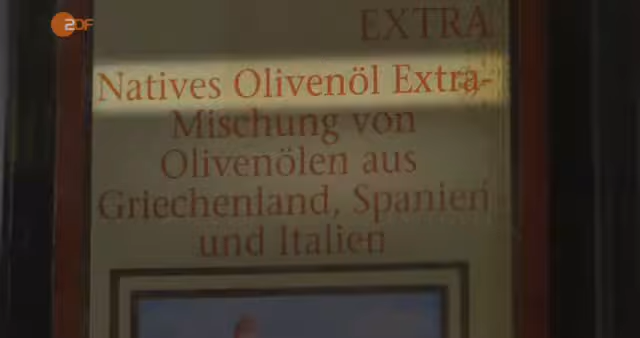 ZDF
EXTRA
Natives Olivenöl Extra-
Mischung von
Olivenölen aus
Griechenland, Spanien
und Italien